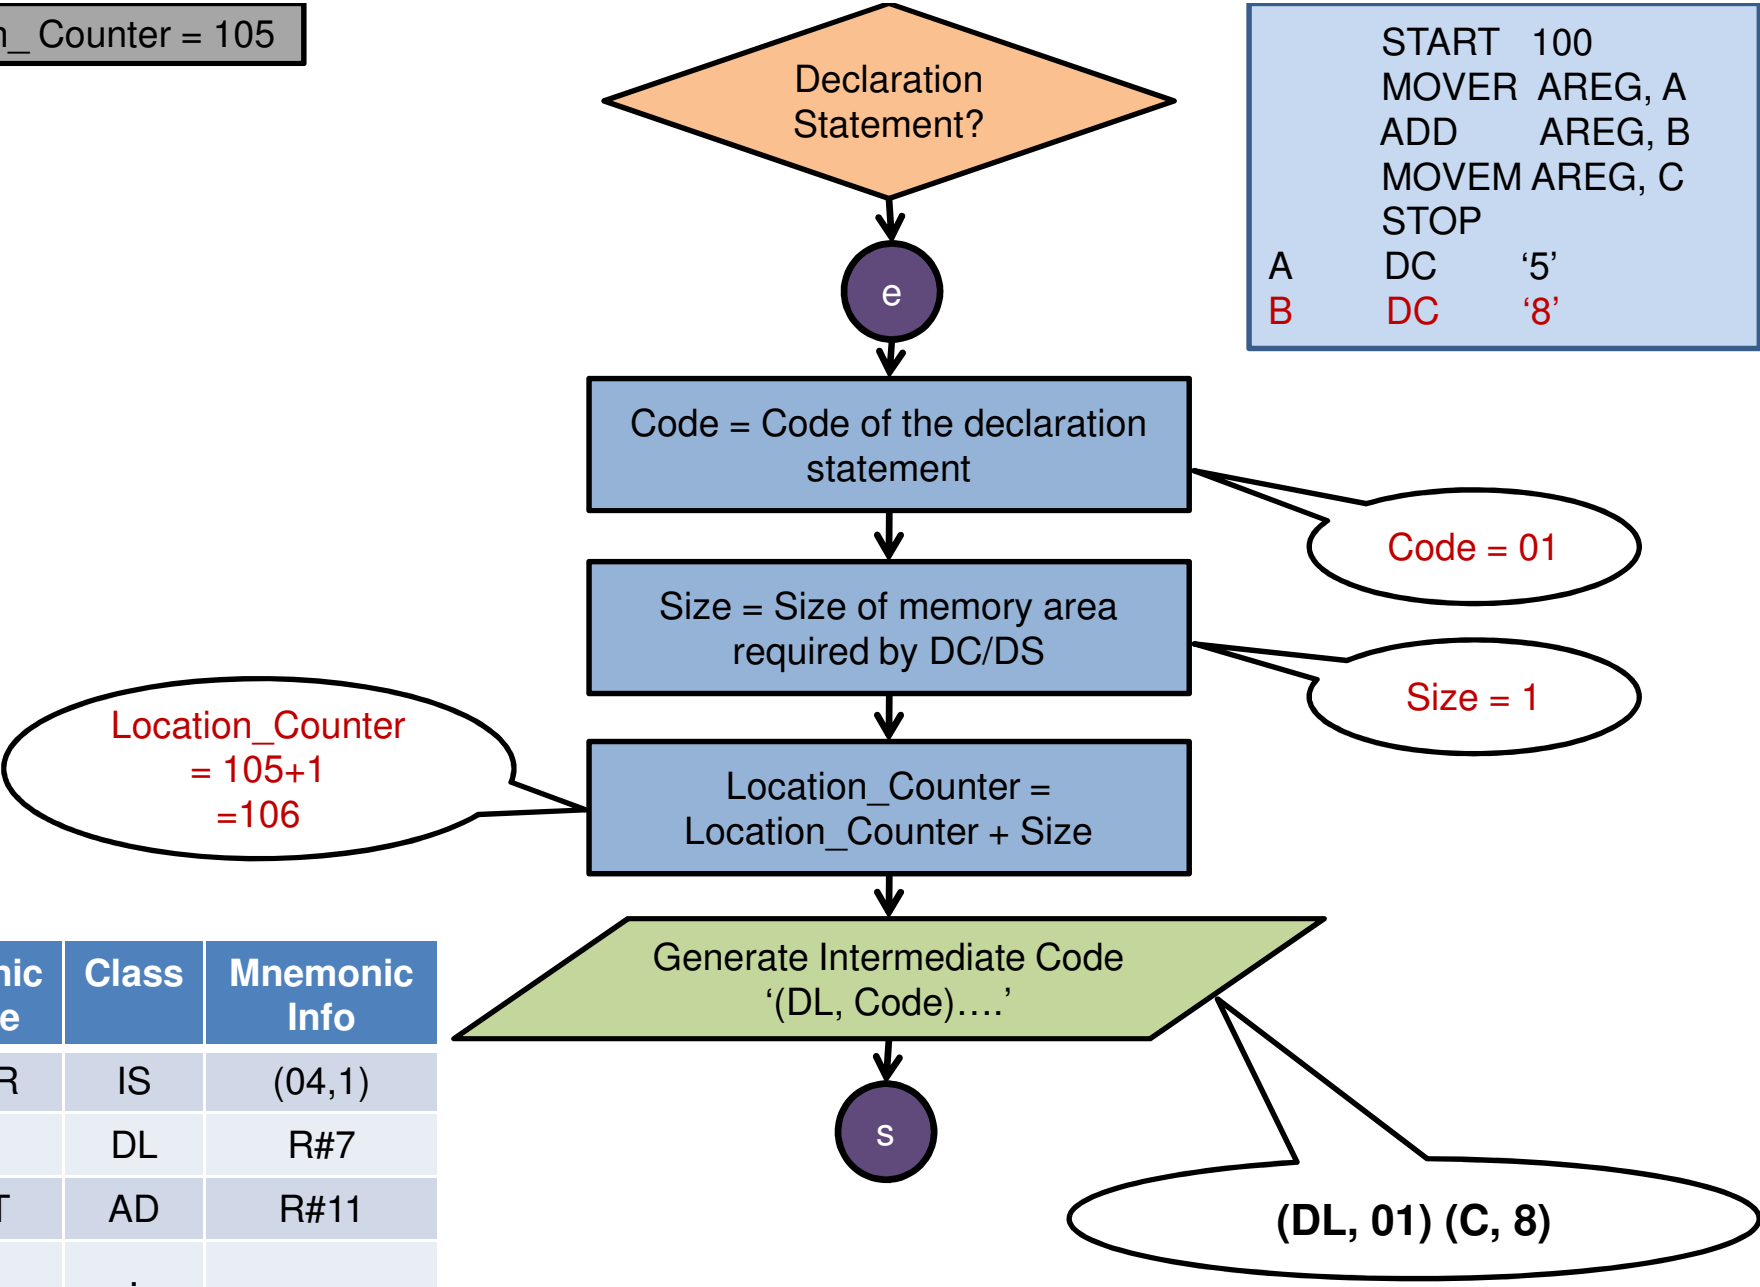 _ Counter = 105
Declaration
Statement?
START 100
MOVER AREG, A
ADD AREG, B
MOVEM AREG, C
STOP
A DC ‘5’
B DC ‘8’
e
Code = Code of the declaration
statement
Code = 01
Size = Size of memory area
required by DC/DS
Size = 1
Location_Counter
= 105+1
=106
Location_Counter =
Location_Counter + Size
Generate Intermediate Code
‘(DL, Code)….’
s
(DL, 01) (C, 8)
Class Mnemonic
Info
R IS (04,1)
DL R#7
AD R#11
.